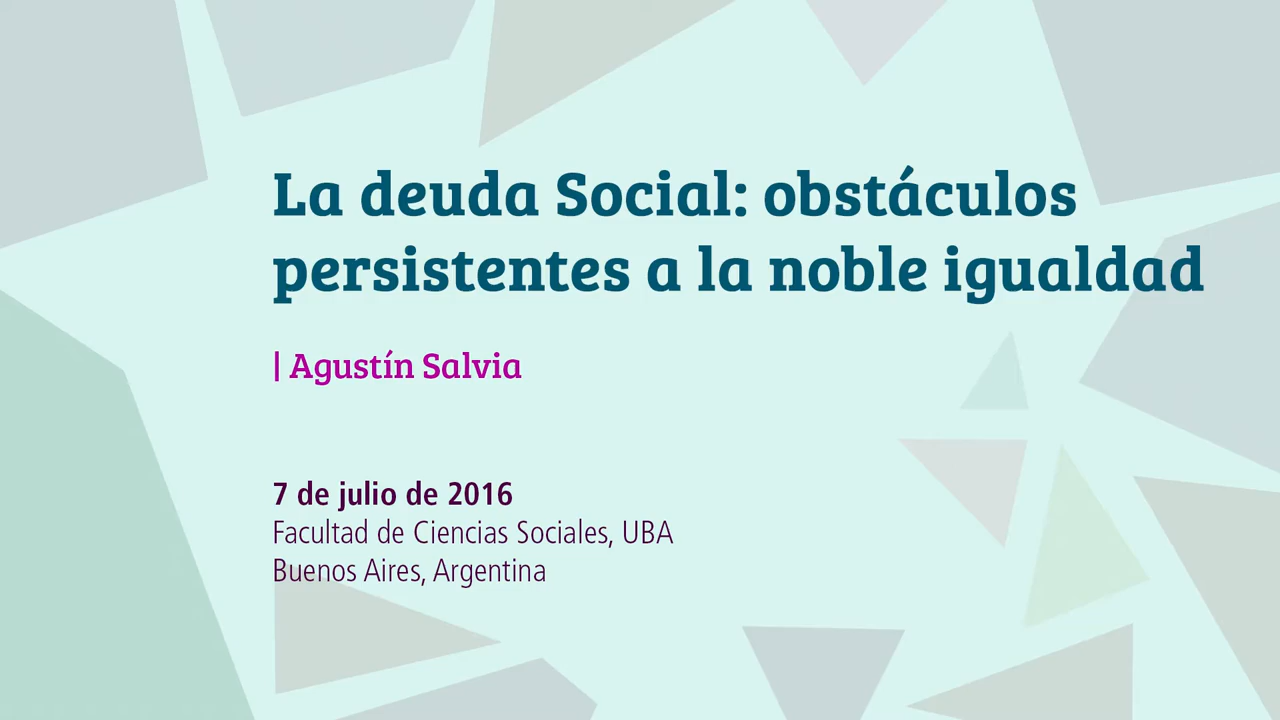 La deuda Social: obstáculos
persistentes a la noble igualdad
| Agustín Salvia
7 de julio de 2016
Facultad de Ciencias Sociales, UBA
Buenos Aires, Argentina